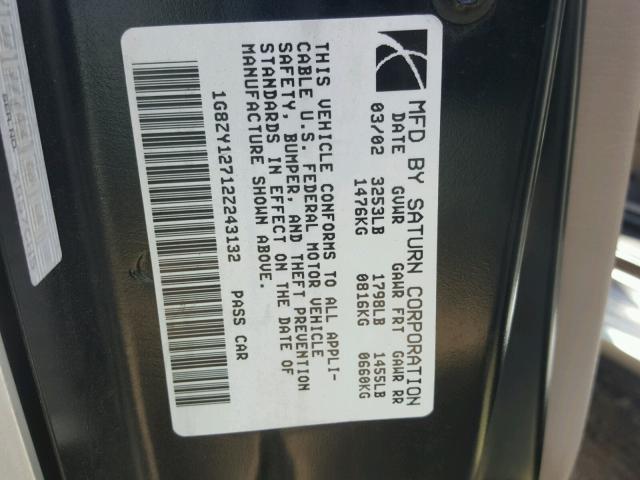 MFD BY SATURN CORPORATION
DATE GVWR GAWR FRT GAWR RR
03/02 3253LB 1798LB 1455LB
1476KG 0816KG 0660KG
THIS VEHICLE CONFORMS TO ALL APPLI-
CABLE U.S. FEDERAL MOTOR VEHICLE
SAFETY, BUMPER, AND THEFT PREVENTION
STANDARDS IN EFFECT ON THE DATE OF
MANUFACTURE SHOWN ABOVE.
1G8ZY12712Z243132 PASS CAR